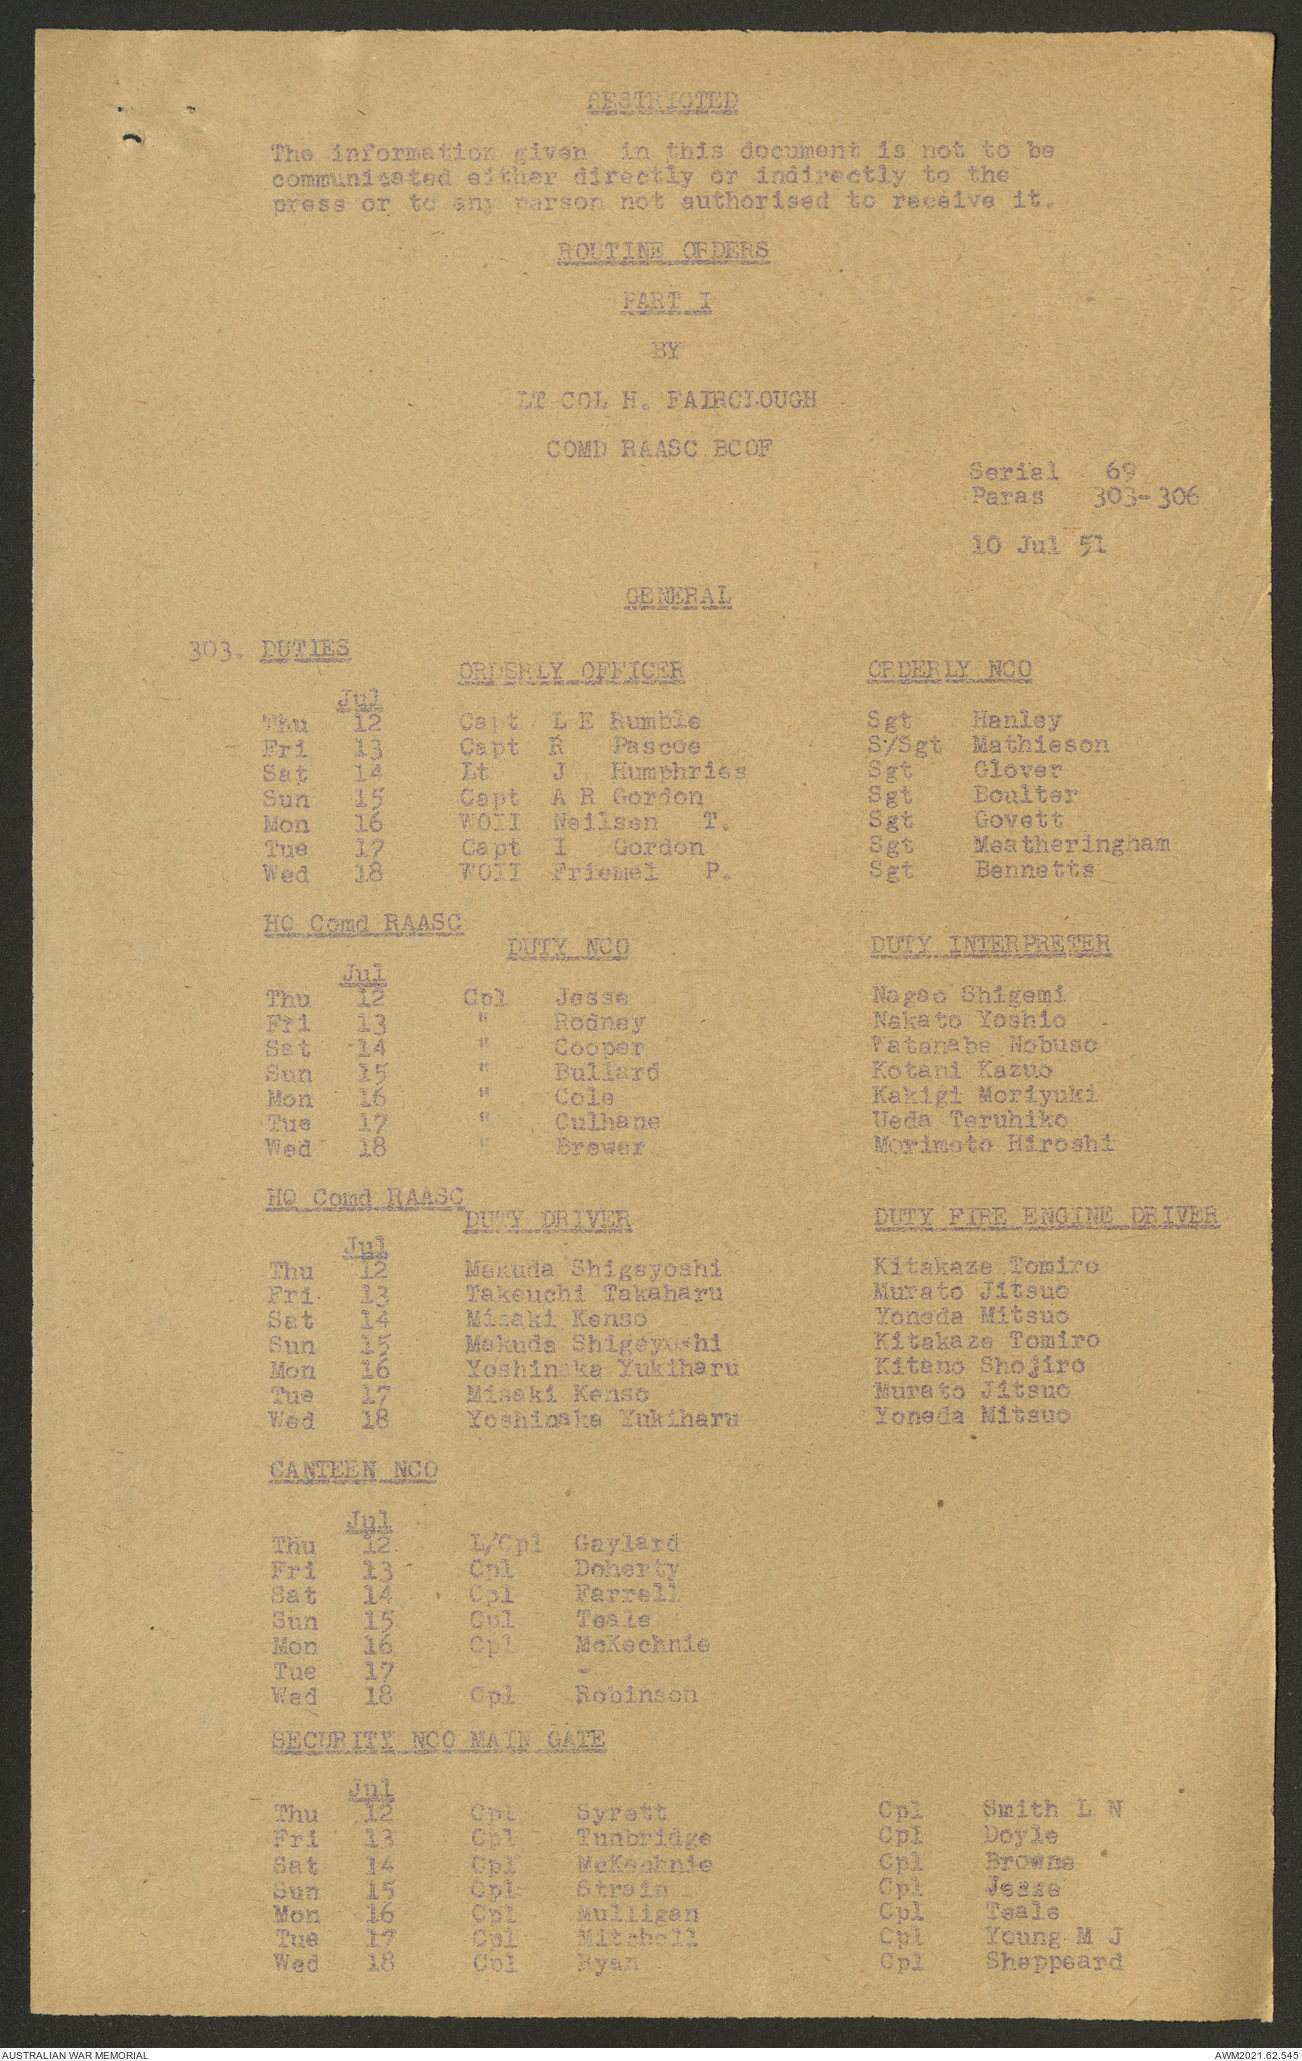 RESTRICTED
The information given in this document is not to be
communicated either directly or indirectly to the
press or to any person not authorised to receive it.
ROUTINE ORDERS
PART I
BY
LT COL H. FAIRCLOUGH
COMD RAASC BCOF
Serial 69
Paras 303-306
10 Jul 51
GENERAL
303. DUTIES
ORDERLY OFFICER ORDERLY NCO
Jul
Thu 12 Capt L E Rumble Sgt Hanley
Fri 13 Capt R Pascoe S/Sgt Mathieson
Sat 14 Lt J Humphries Sgt Glover
Sun 15 Capt A R Gordon Sgt Boulter
Mon 16 WOII Neilsen T. Sgt Govett
Tue 17 Capt I Gordon Sgt Meatheringham
Wed 18 WOII Friemel P. Sgt Bennetts
HQ Comd RAASC
DUTY NCO DUTY INTERPRETER
Jul
Thu 12 Cpl Jesse Nagao Shigemi
Fri 13 " Rodney Nakato Yoshio
Sat 14 " Cooper Watanabe Nobuso
Sun 15 " Bullard Kotani Kazuo
Mon 16 " Cole Kakigi Moriyuki
Tue 17 " Culhane Ueda Teruhiko
Wed 18 " Brewer Morimoto Hiroshi
HQ Comd RAASC
DUTY DRIVER DUTY FIRE ENGINE DRIVER
Jul
Thu 12 Makuda Shigeyoshi Kitakaze Tomiro
Fri 13 Takeuchi Takaharu Murato Jitsuo
Sat 14 Misaki Kenso Yoneda Mitsuo
Sun 15 Makuda Shigeyoshi Kitakaze Tomiro
Mon 16 Yoshinaka Yukiharu Kitano Shojiro
Tue 17 Misaki Kenso Murato Jitsuo
Wed 18 Yoshinaka Yukiharu Yoneda Mitsuo
CANTEEN NCO
Jul
Thu 12 L/Cpl Gaylard
Fri 13 Cpl Doherty
Sat 14 Cpl Farrell
Sun 15 Cpl Teale
Mon 16 Cpl McKechnie
Tue 17 -
Wed 18 Cpl Robinson
SECURITY NCO MAIN GATE
Jul
Thu 12 Cpl Syrett Cpl Smith L N
Fri 13 Cpl Tunbridge Cpl Doyle
Sat 14 Cpl McKechnie Cpl Browne
Sun 15 Cpl Strain Cpl Jesse
Mon 16 Cpl Mulligan Cpl Teale
Tue 17 Cpl Mitchell Cpl Young M J
Wed 18 Cpl Ryan Cpl Sheppeard
AUSTRALIAN WAR MEMORIAL AWM2021.62.545